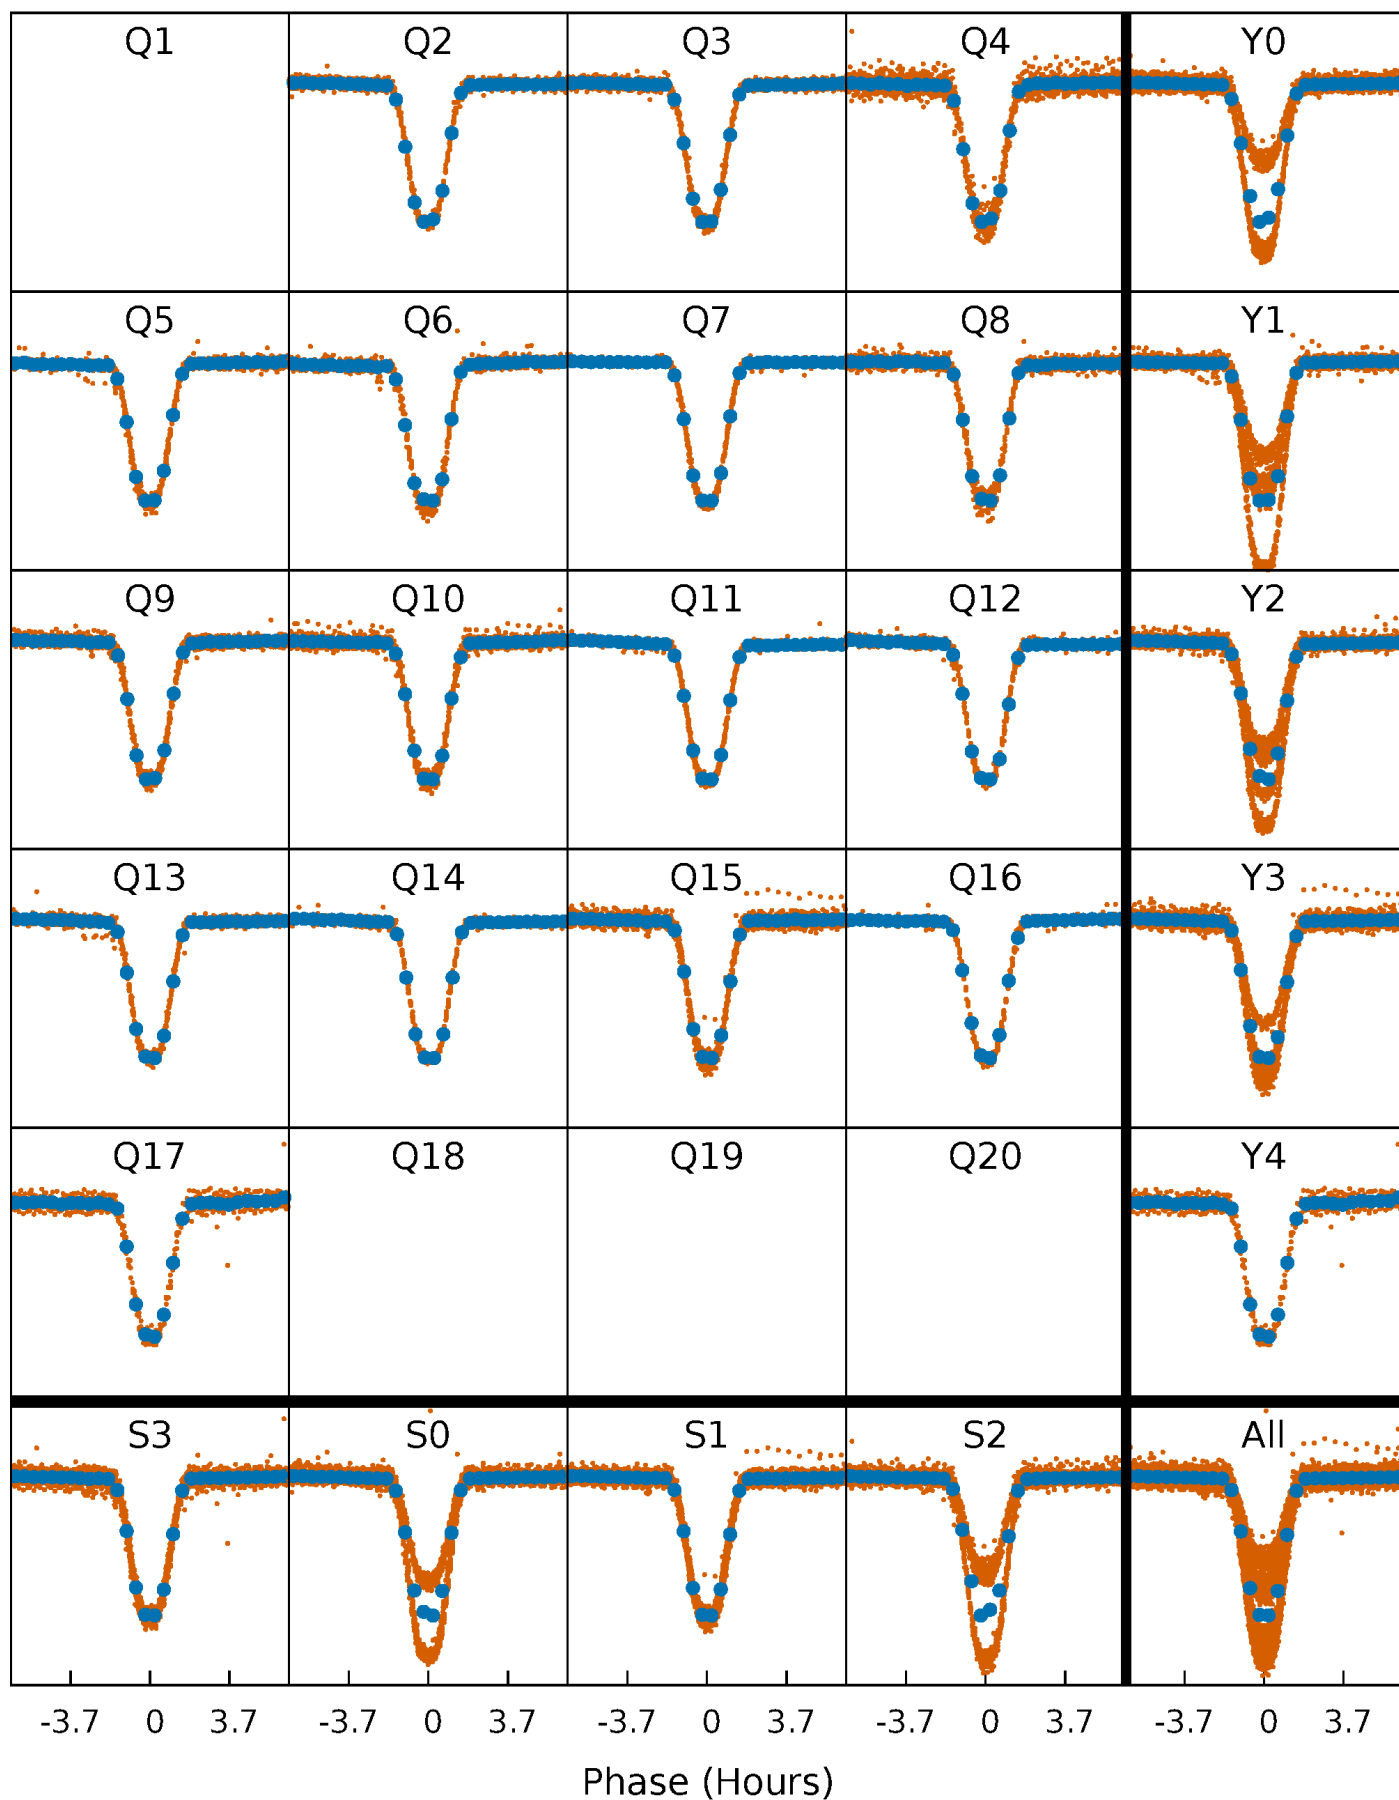 Q1 Q2 Q3 Q4 Y0
Q5 Q6 Q7 Q8 Y1
Q9 Q10 Q11 Q12 Y2
Q13 Q14 Q15 Q16 Y3
Q17 Q18 Q19 Q20 Y4
S3 S0 S1 S2 All
-3.7 0 3.7 -3.7 0 3.7 -3.7 0 3.7 -3.7 0 3.7 -3.7 0 3.7
Phase (Hours)